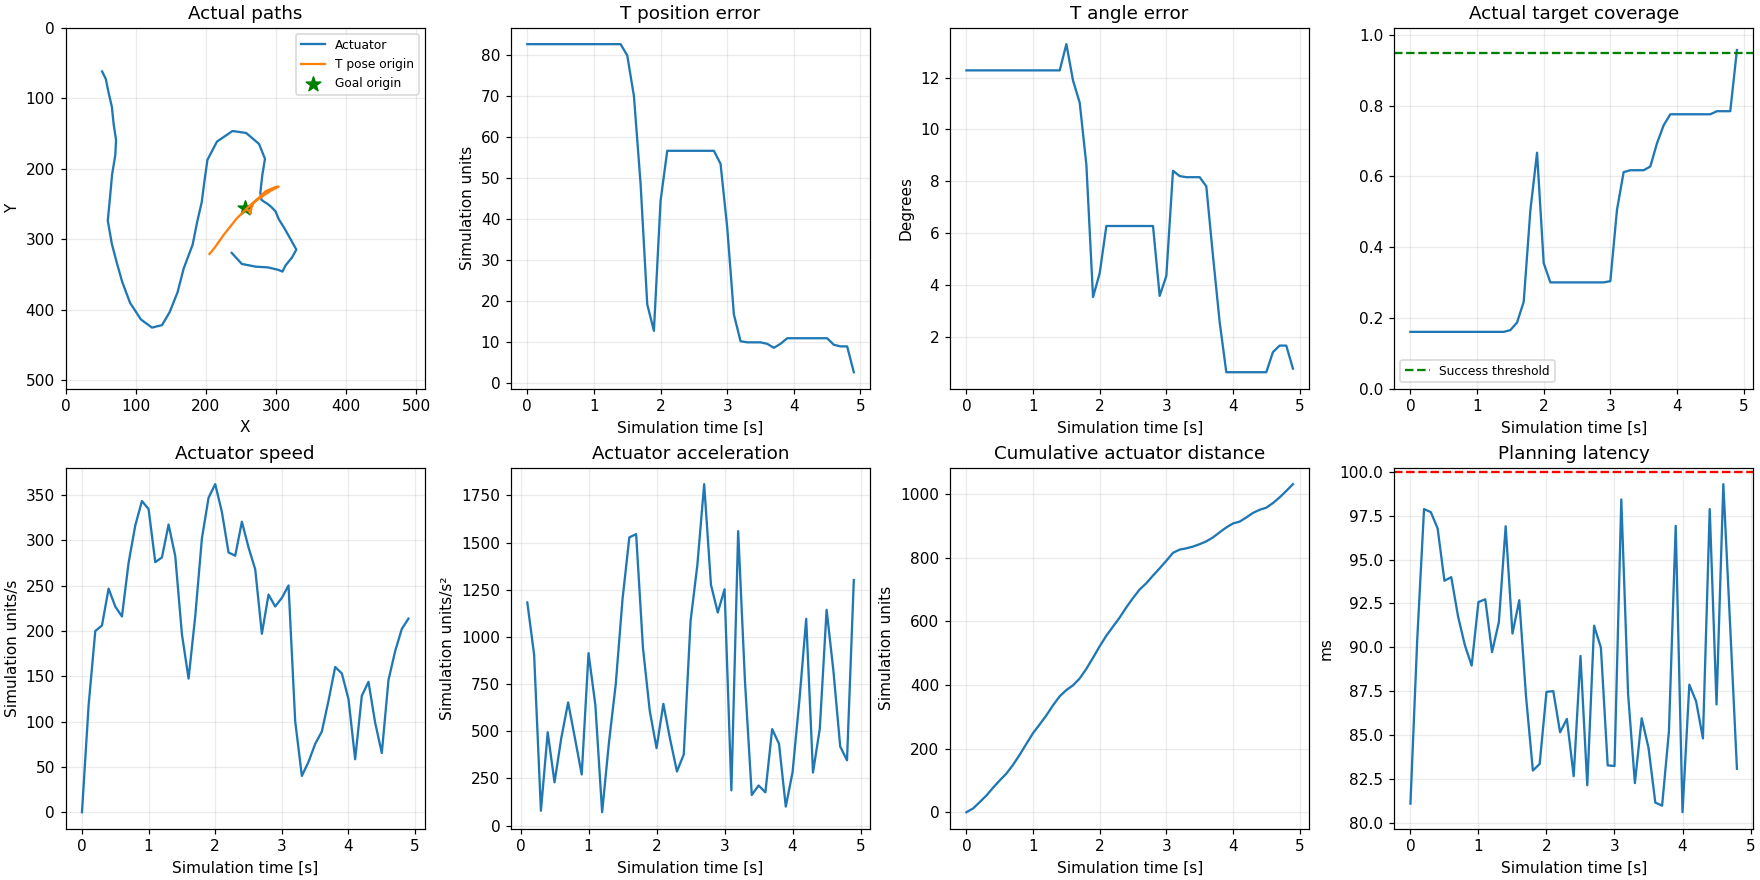 Actual paths
0
100
200
300
400
500
Y
0 100 200 300 400 500
X
Actuator
T pose origin
Goal origin
T position error
80
70
60
50
40
30
20
10
0
Simulation units
0 1 2 3 4 5
Simulation time [s]
T angle error
12
10
8
6
4
2
Degrees
0 1 2 3 4 5
Simulation time [s]
Actual target coverage
1.0
0.8
0.6
0.4
0.2
0.0
Success threshold
0 1 2 3 4 5
Simulation time [s]
Actuator speed
350
300
250
200
150
100
50
0
Simulation units/s
0 1 2 3 4 5
Simulation time [s]
Actuator acceleration
1750
1500
1250
1000
750
500
250
0
Simulation units/s²
0 1 2 3 4 5
Simulation time [s]
Cumulative actuator distance
1000
800
600
400
200
0
Simulation units
0 1 2 3 4 5
Simulation time [s]
Planning latency
100.0
97.5
95.0
92.5
90.0
87.5
85.0
82.5
80.0
ms
0 1 2 3 4 5
Simulation time [s]